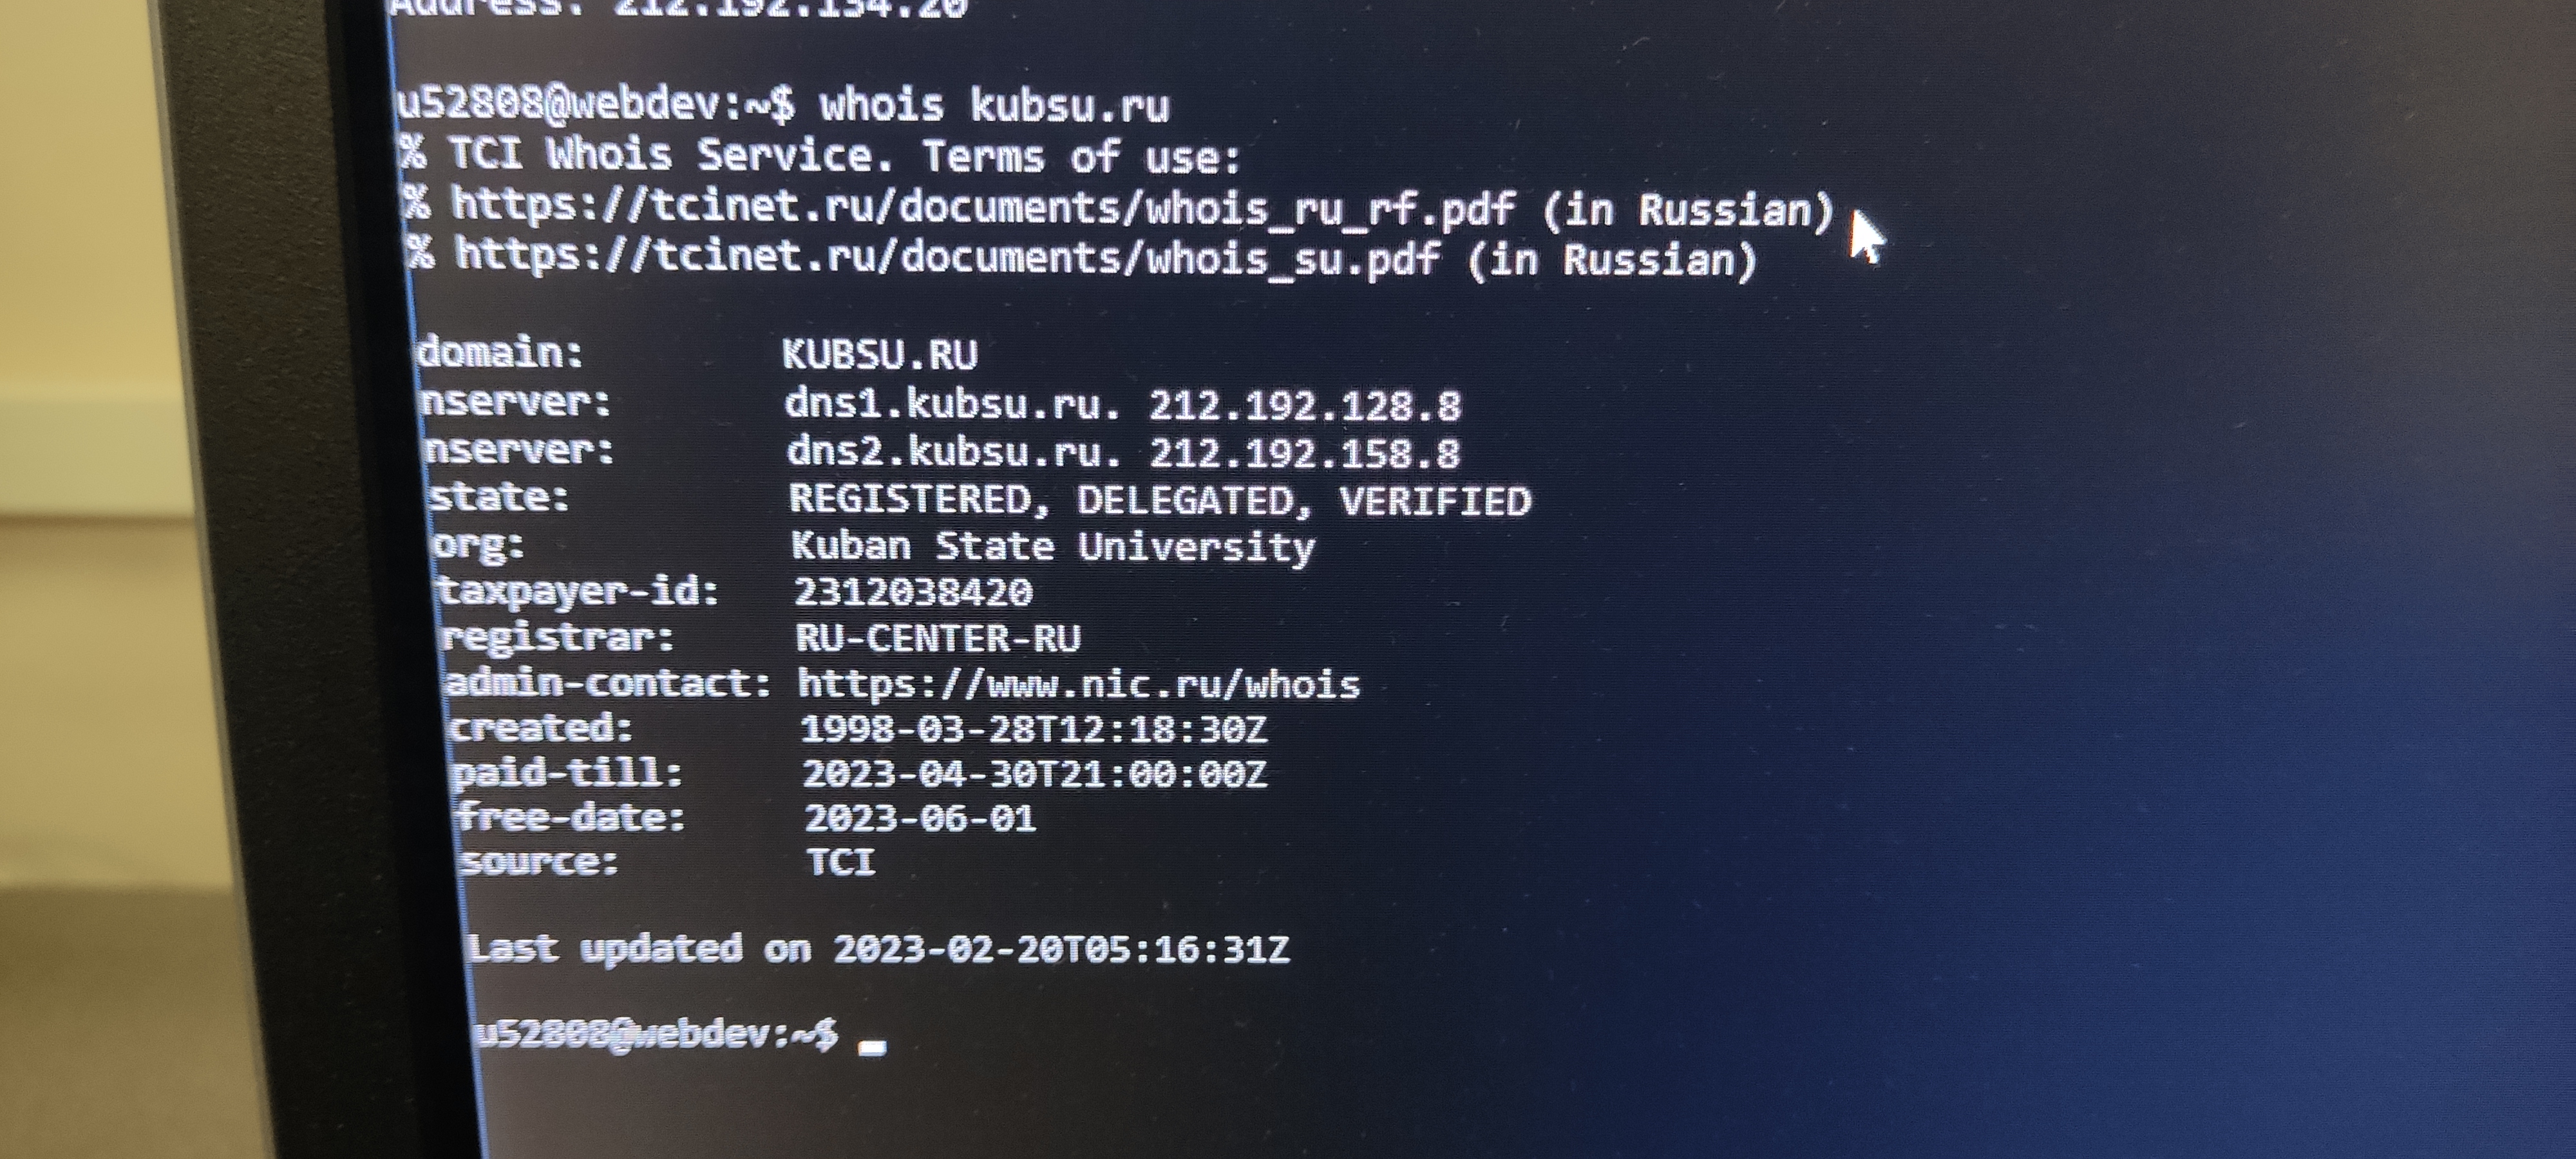 Address: 212.192.134.20
u52808@webdev:~$ whois kubsu.ru
% TCI Whois Service. Terms of use:
% https://tcinet.ru/documents/whois_ru_rf.pdf (in Russian)
% https://tcinet.ru/documents/whois_su.pdf (in Russian)
domain: KUBSU.RU
nserver: dns1.kubsu.ru. 212.192.128.8
nserver: dns2.kubsu.ru. 212.192.158.8
state: REGISTERED, DELEGATED, VERIFIED
org: Kuban State University
taxpayer-id: 2312038420
registrar: RU-CENTER-RU
admin-contact: https://www.nic.ru/whois
created: 1998-03-28T12:18:30Z
paid-till: 2023-04-30T21:00:00Z
free-date: 2023-06-01
source: TCI
Last updated on 2023-02-20T05:16:31Z
u52808@webdev:~$